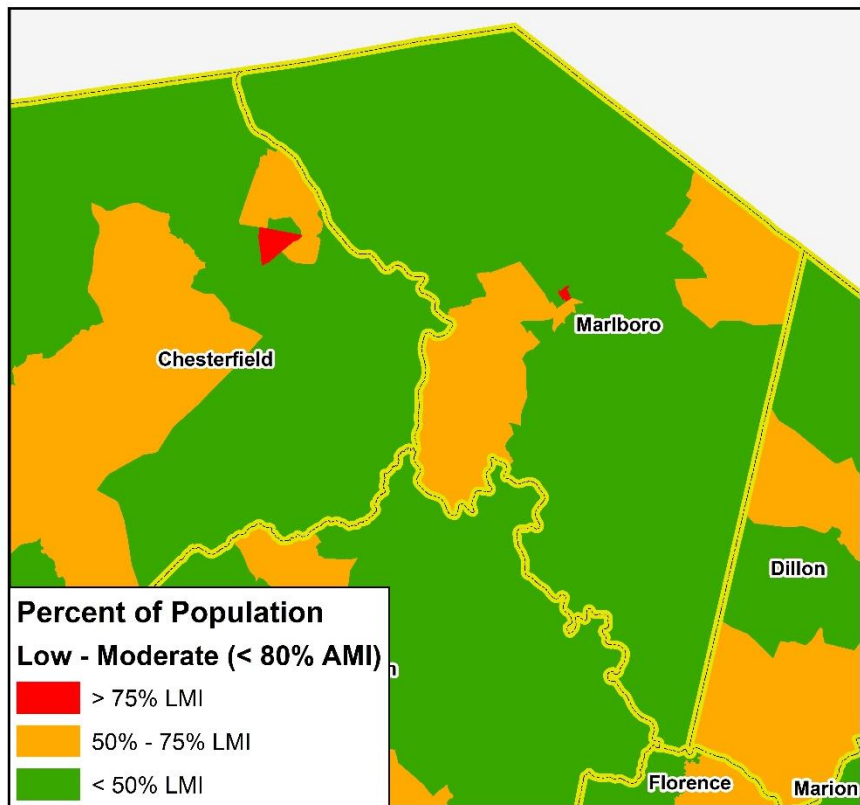 Chesterfield
Marlboro
Dillon
Florence
Marion
Percent of Population
Low - Moderate (< 80% AMI)
> 75% LMI
50% - 75% LMI
< 50% LMI